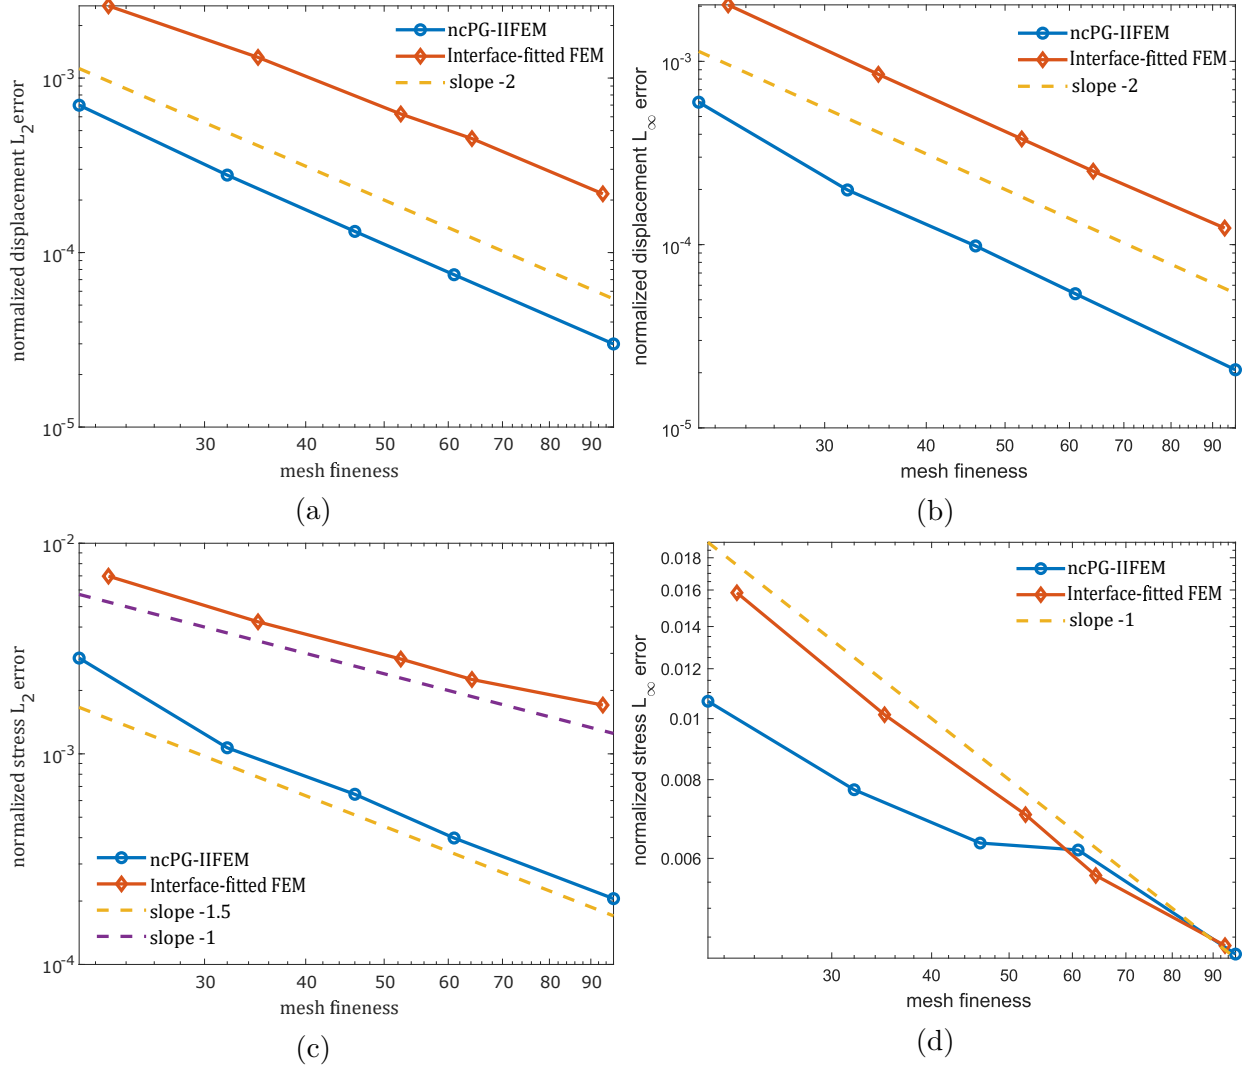 ncPG-IIFEM
Interface-fitted FEM
slope -2
normalized displacement L2 error
10-3
10-4
10-5
30 40 50 60 70 80 90
mesh fineness
(a)
ncPG-IIFEM
Interface-fitted FEM
slope -2
normalized displacement L∞ error
10-3
10-4
10-5
30 40 50 60 70 80 90
mesh fineness
(b)
normalized stress L2 error
10-2
10-3
10-4
ncPG-IIFEM
Interface-fitted FEM
slope -1.5
slope -1
30 40 50 60 70 80 90
mesh fineness
(c)
ncPG-IIFEM
Interface-fitted FEM
slope -1
normalized stress L∞ error
0.018
0.016
0.014
0.012
0.01
0.008
0.006
30 40 50 60 70 80 90
mesh fineness
(d)